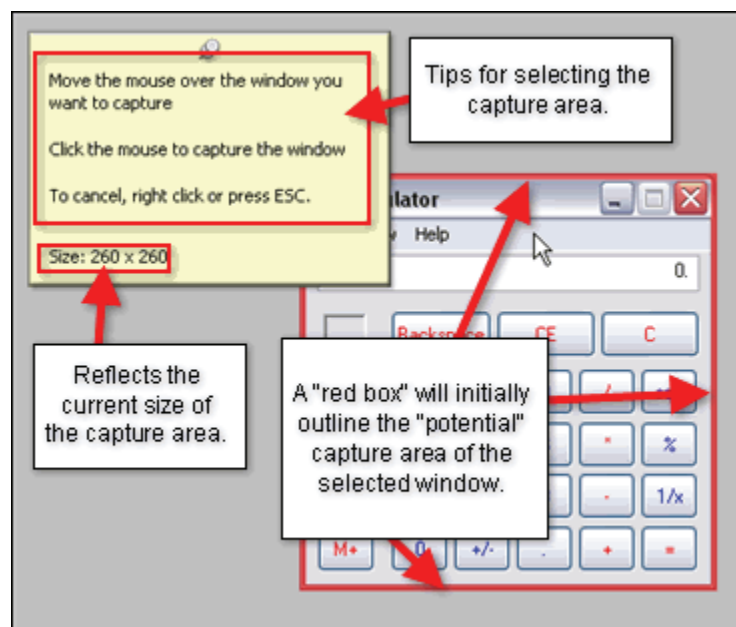 Move the mouse over the window you
want to capture
Click the mouse to capture the window
To cancel, right click or press ESC.
Size: 260 x 260
Tips for selecting the
capture area.
lator
Help
0.
Backspace CE C
Reflects the
current size of
the capture area.
A "red box" will initially
outline the "potential"
capture area of the
selected window.
/
* %
- 1/x
M+ 0 +/- . + =